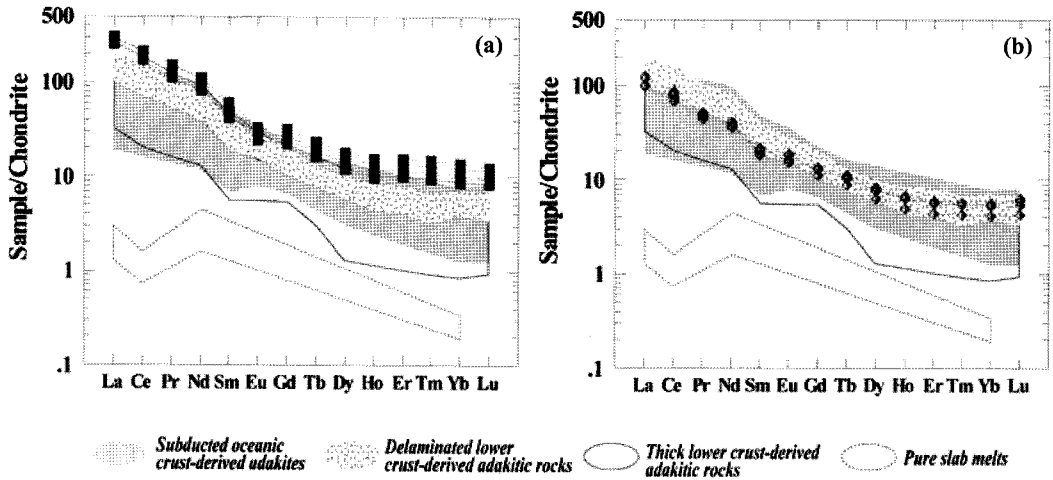 (a)
500
100
10
1
.1
Sample/Chondrite
La Ce Pr Nd Sm Eu Gd Tb Dy Ho Er Tm Yb Lu
(b)
500
100
10
1
.1
Sample/Chondrite
La Ce Pr Nd Sm Eu Gd Tb Dy Ho Er Tm Yb Lu
Subducted oceanic
crust-derived adakites
Delaminated lower
crust-derived adakitic rocks
Thick lower crust-derived
adakitic rocks
Pure slab melts